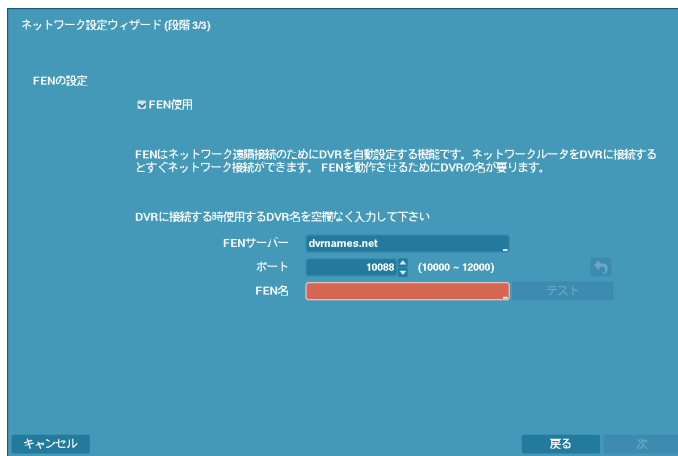 ネットワーク設定ウィザード (段階 3/3)
FENの設定
FEN使用
FENはネットワーク遠隔接続のためにDVRを自動設定する機能です。ネットワークルータをDVRに接続する
とすぐネットワーク接続ができます。 FENを動作させるためにDVRの名が要ります。
DVRに接続する時使用するDVR名を空欄なく入力して下さい
FENサーバー dvrnames.net
ポート 10088 (10000 ~ 12000)
FEN名 テスト
キャンセル 戻る 次